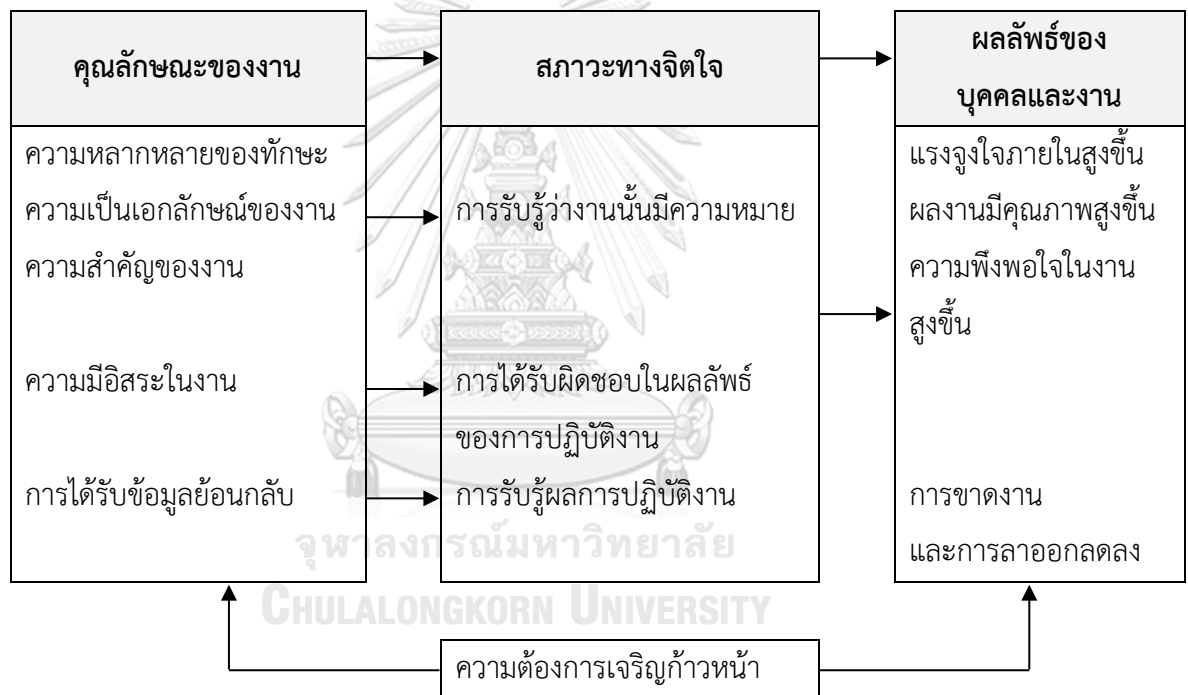 คุณลักษณะของงาน
สภาวะทางจิตใจ
ผลลัพธ์ของ
บุคคลและงาน
ความหลากหลายของทักษะ
ความเป็นเอกลักษณ์ของงาน
ความสำคัญของงาน
ความมีอิสระในงาน
การได้รับข้อมูลย้อนกลับ
การรับรู้ว่างานนั้นมีความหมาย
การได้รับผิดชอบในผลลัพธ์
ของการปฏิบัติงาน
การรับรู้ผลการปฏิบัติงาน
แรงจูงใจภายในสูงขึ้น
ผลงานมีคุณภาพสูงขึ้น
ความพึงพอใจในงาน
สูงขึ้น
การขาดงาน
และการลาออกลดลง
จุฬาลงกรณ์มหาวิทยาลัย
CHULALONGKORN UNIVERSITY
ความต้องการเจริญก้าวหน้า